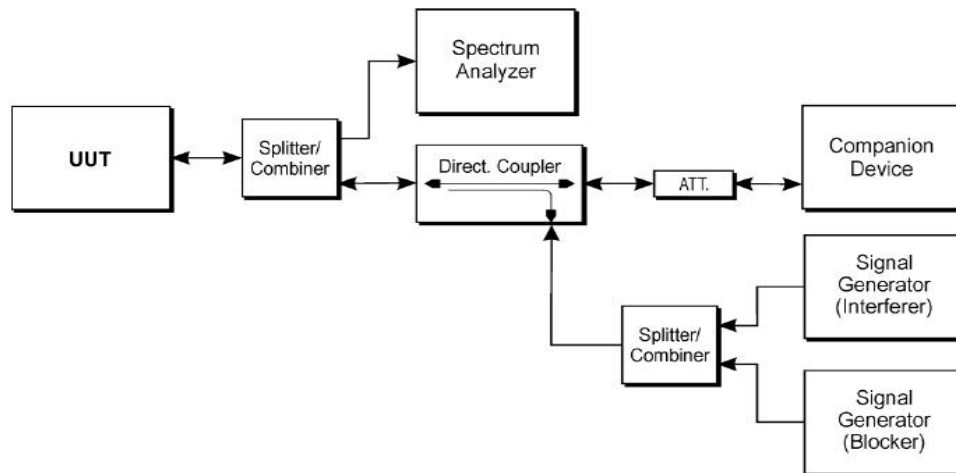 Spectrum
Analyzer
UUT
Splitter/
Combiner
Direct. Coupler
ATT.
Companion
Device
Signal
Generator
(Interferer)
Splitter/
Combiner
Signal
Generator
(Blocker)